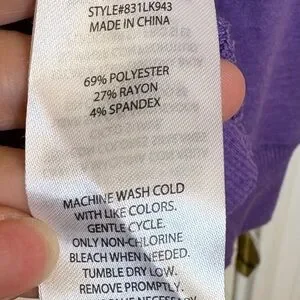 STYLE#831LK943
MADE IN CHINA
69% POLYESTER
27% RAYON
4% SPANDEX
MACHINE WASH COLD
WITH LIKE COLORS.
GENTLE CYCLE.
ONLY NON-CHLORINE
BLEACH WHEN NEEDED.
TUMBLE DRY LOW.
REMOVE PROMPTLY.
NECESSARY